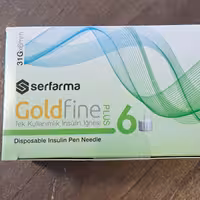 31G
serfarma
Goldfine PLUS 6
Tek Kullanımlık İnsülin İğnesi
Disposable Insulin Pen Needle